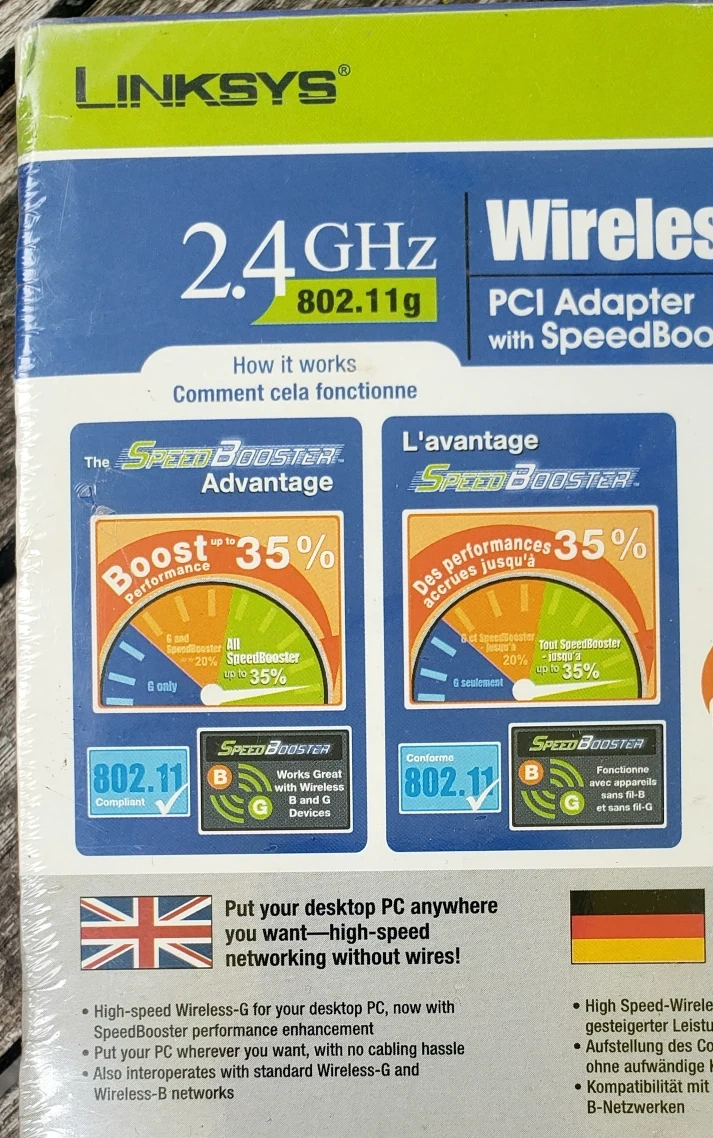 LINKSYS®
2.4 GHz
802.11g
Wireles
PCI Adapter
with SpeedBoo
How it works
Comment cela fonctionne
The SPEEDBOOSTER™
Advantage
Boost up to 35%
Performance
G and
SpeedBooster
20%
All
SpeedBooster
up to 35%
G only
802.11
Compliant
SPEEDBOOSTER
B
G
Works Great
with Wireless
B and G
Devices
L'avantage
SPEEDBOOSTER™
Des performances 35%
accrues jusqu'à
G et SpeedBooster
- jusqu'à
20%
Tout SpeedBooster
- jusqu'à
up to 35%
G seulement
Conforme
802.11
SPEEDBOOSTER
B
G
Fonctionne
avec appareils
sans fil-B
et sans fil-G
Put your desktop PC anywhere
you want—high-speed
networking without wires!
• High-speed Wireless-G for your desktop PC, now with
SpeedBooster performance enhancement
• Put your PC wherever you want, with no cabling hassle
• Also interoperates with standard Wireless-G and
Wireless-B networks
• High Speed-Wirele
gesteigerter Leistu
• Aufstellung des Co
ohne aufwändige
• Kompatibilität mit
B-Netzwerken